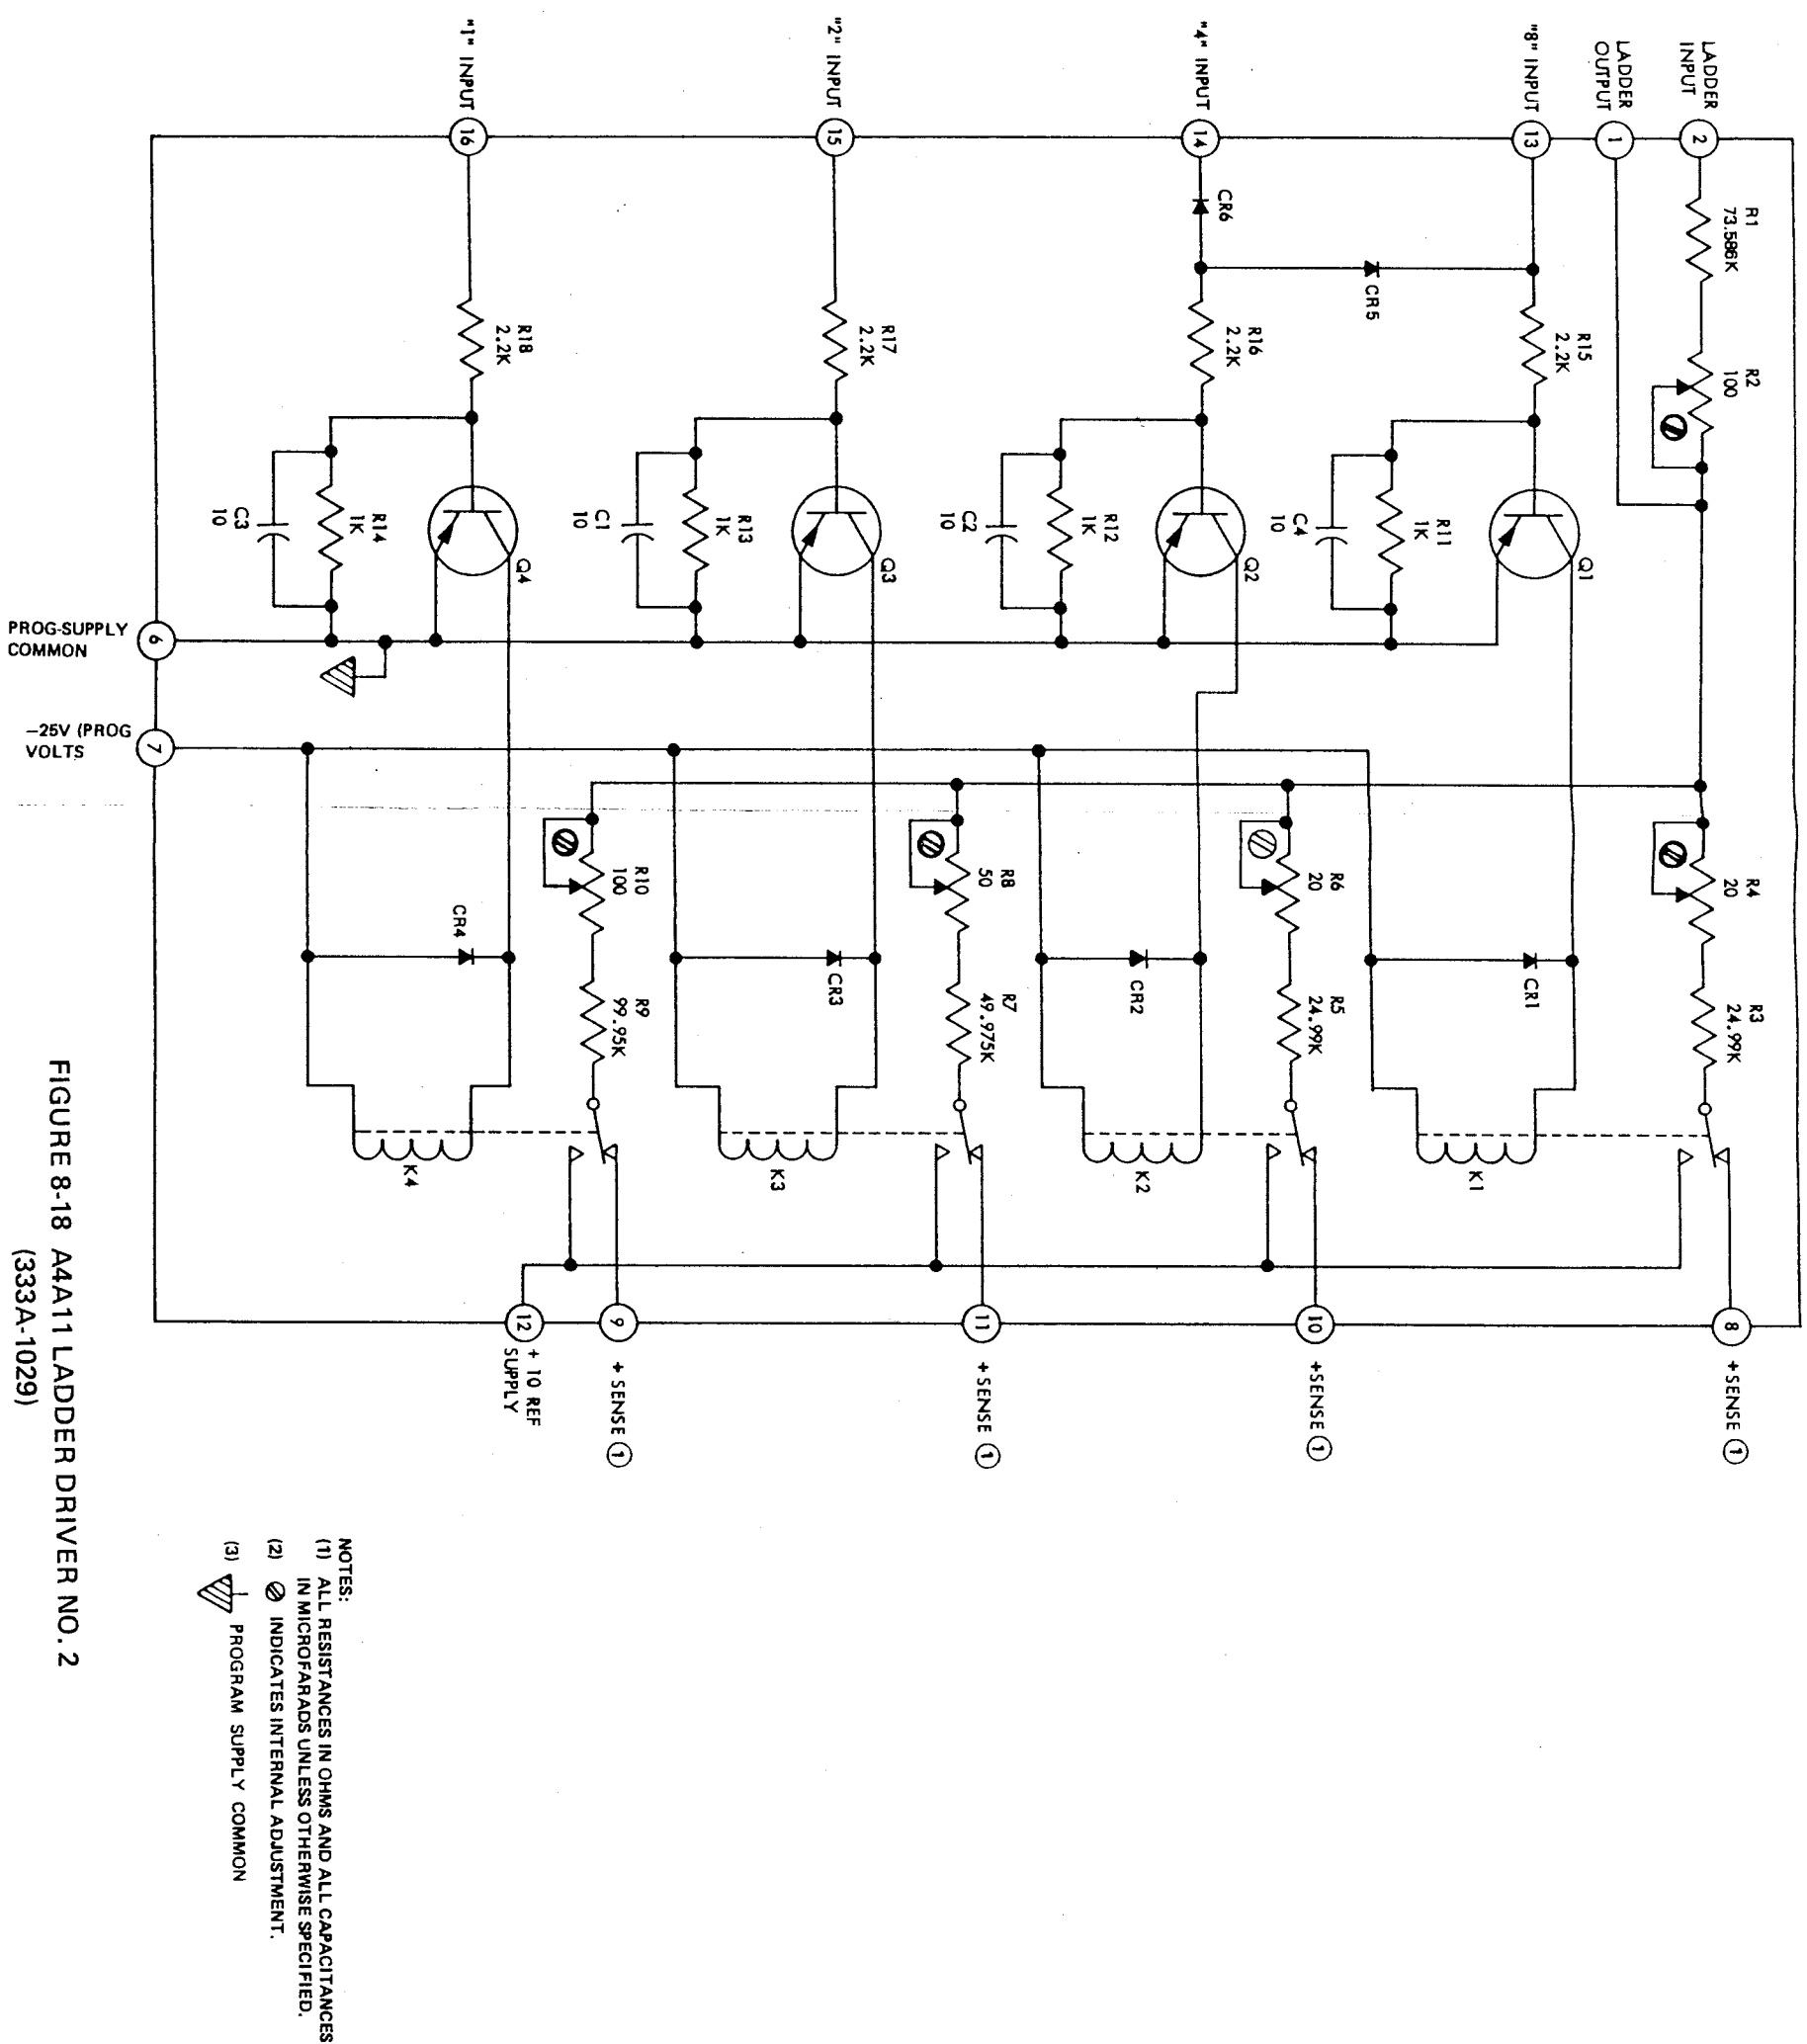 LADDER
INPUT
2
R1
73.586K
R2
100
R4
20
R3
24.99K
8
+SENSE ①
LADDER
OUTPUT
1
"8" INPUT
13
R15
2.2K
R11
1K
C4
10
Q1
CR5
CR1
K1
"4" INPUT
14
CR6
R16
2.2K
R12
1K
C2
10
Q2
R6
20
R5
24.99K
10
+SENSE ①
CR2
K2
"2" INPUT
15
R17
2.2K
R13
1K
C1
10
Q3
R8
50
R7
49.975K
11
+ SENSE ①
CR3
K3
"1" INPUT
16
R18
2.2K
R14
1K
C3
10
Q4
R10
100
R9
99.95K
9
+ SENSE ①
CR4
K4
12
+ 10 REF
SUPPLY
PROG-SUPPLY
COMMON
6
−25V (PROG
VOLTS
7
NOTES:
(1) ALL RESISTANCES IN OHMS AND ALL CAPACITANCES
IN MICROFARADS UNLESS OTHERWISE SPECIFIED.
(2) INDICATES INTERNAL ADJUSTMENT.
(3) PROGRAM SUPPLY COMMON
FIGURE 8-18 A4A11 LADDER DRIVER NO. 2
(333A-1029)